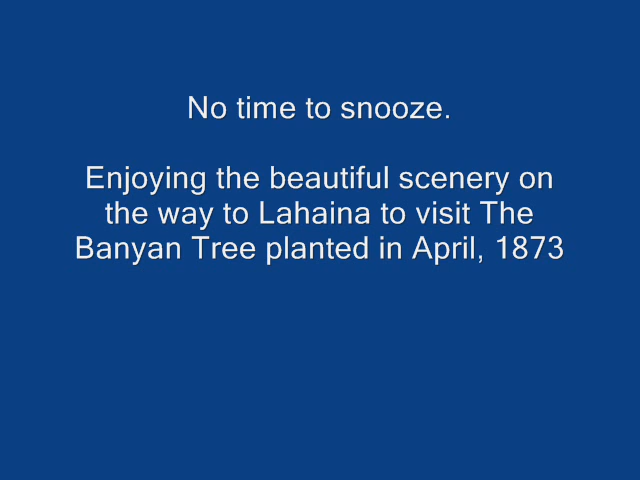 No time to snooze.
Enjoying the beautiful scenery on
the way to Lahaina to visit The
Banyan Tree planted in April, 1873